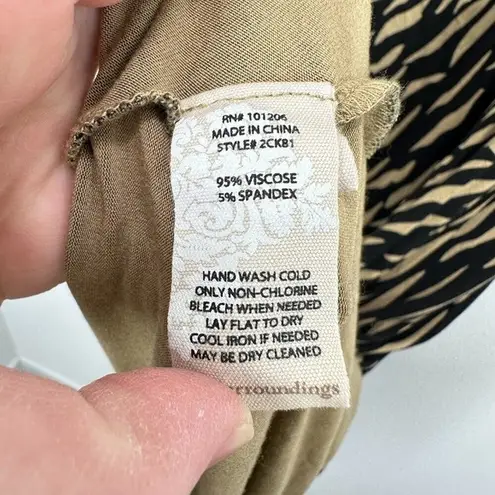 RN# 101206
MADE IN CHINA
STYLE# 2CKB1
95% VISCOSE
5% SPANDEX
HAND WASH COLD
ONLY NON-CHLORINE
BLEACH WHEN NEEDED
LAY FLAT TO DRY
COOL IRON IF NEEDED
MAY BE DRY CLEANED
rroundings